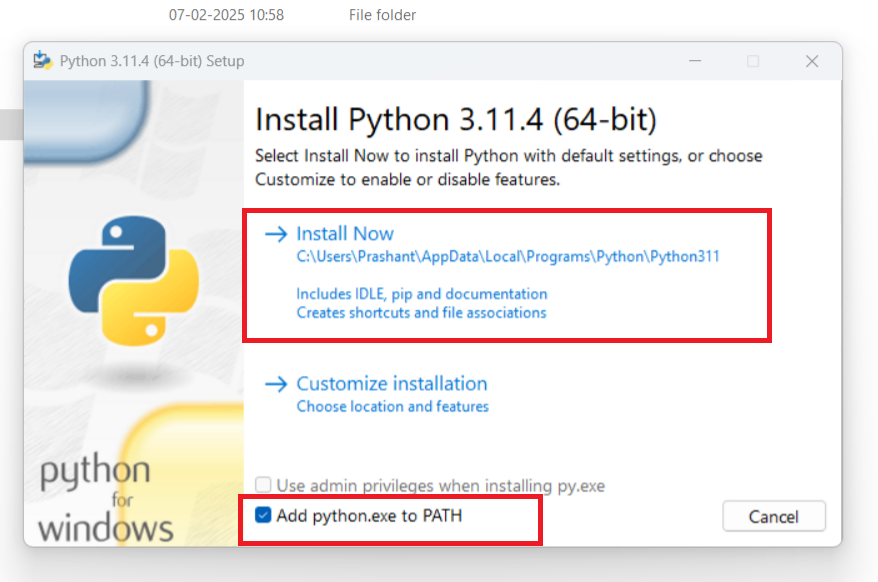 07-02-2025 10:58 File folder
Python 3.11.4 (64-bit) Setup
Install Python 3.11.4 (64-bit)
Select Install Now to install Python with default settings, or choose
Customize to enable or disable features.
Install Now
C:\Users\Prashant\AppData\Local\Programs\Python\Python311
Includes IDLE, pip and documentation
Creates shortcuts and file associations
Customize installation
Choose location and features
python
for
windows
Use admin privileges when installing py.exe
Add python.exe to PATH
Cancel